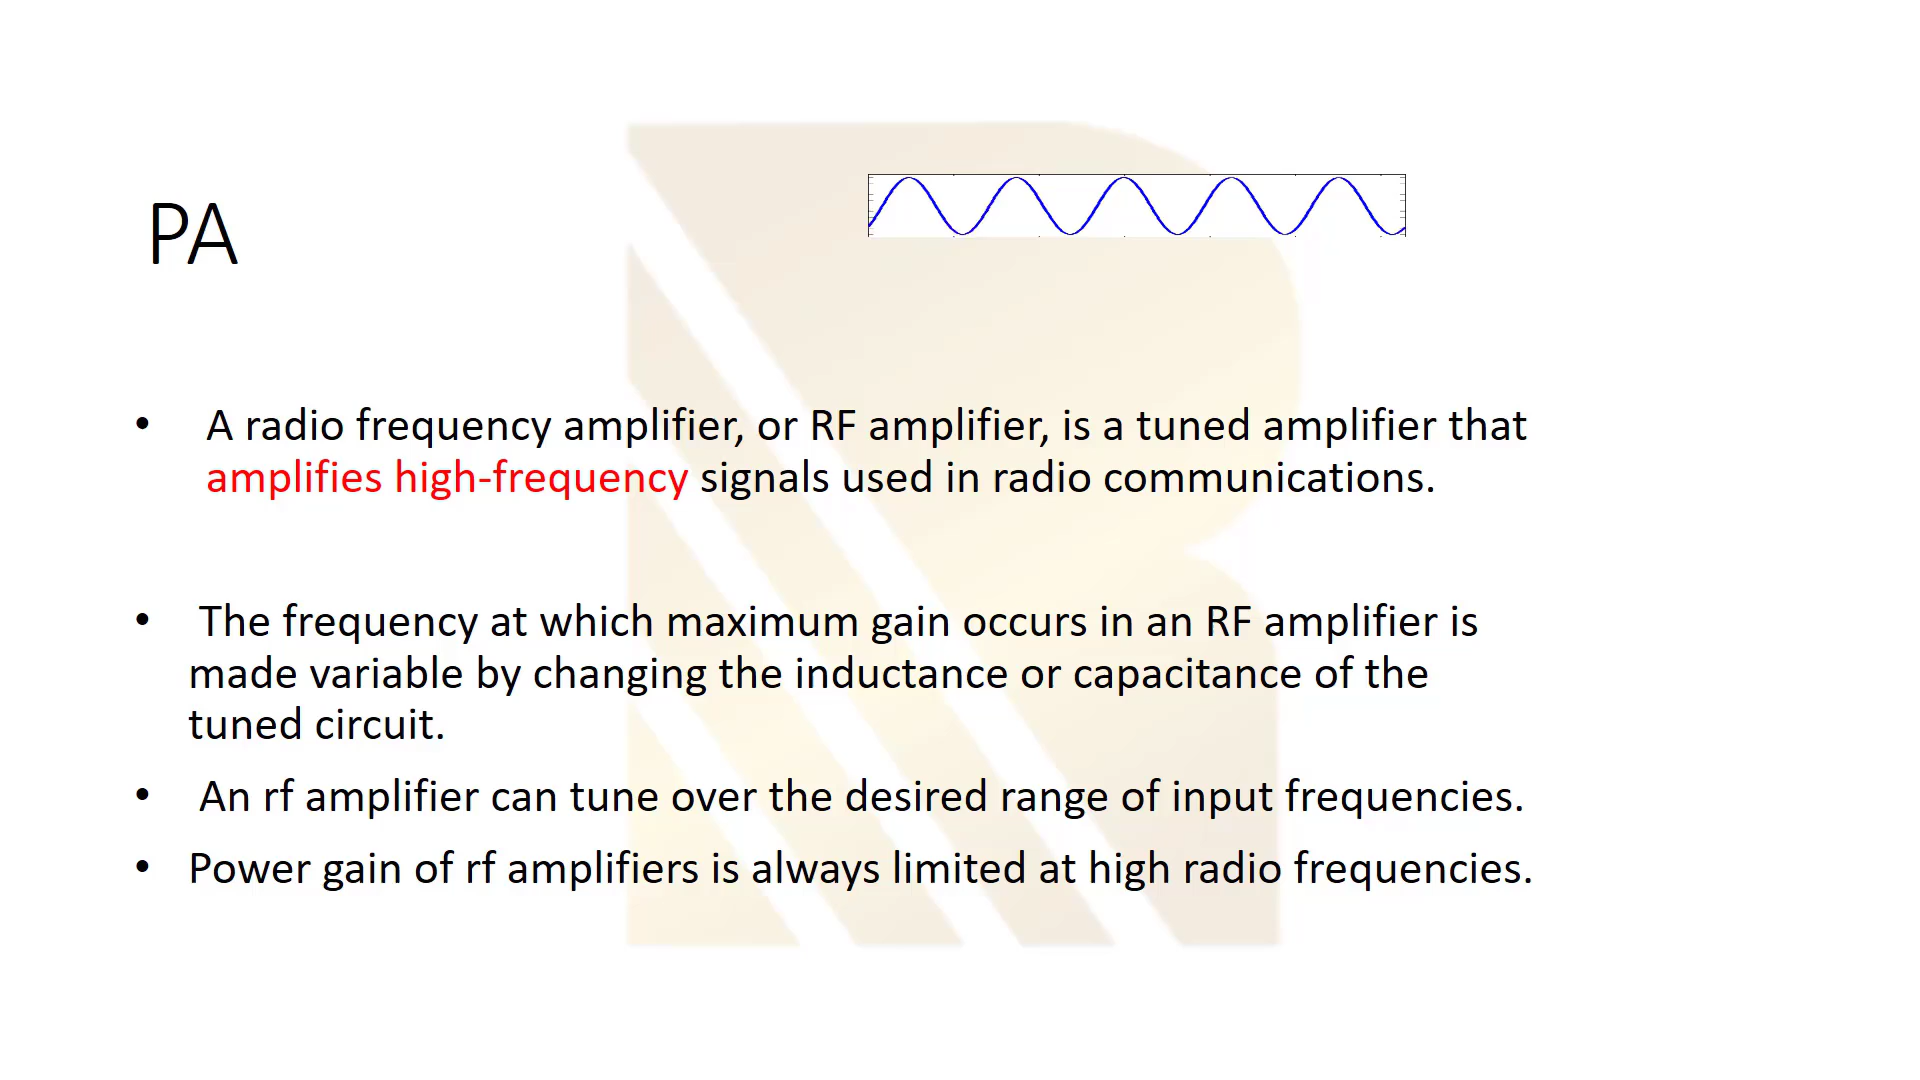 PA
• A radio frequency amplifier, or RF amplifier, is a tuned amplifier that
amplifies high-frequency signals used in radio communications.
• The frequency at which maximum gain occurs in an RF amplifier is
made variable by changing the inductance or capacitance of the
tuned circuit.
• An rf amplifier can tune over the desired range of input frequencies.
• Power gain of rf amplifiers is always limited at high radio frequencies.